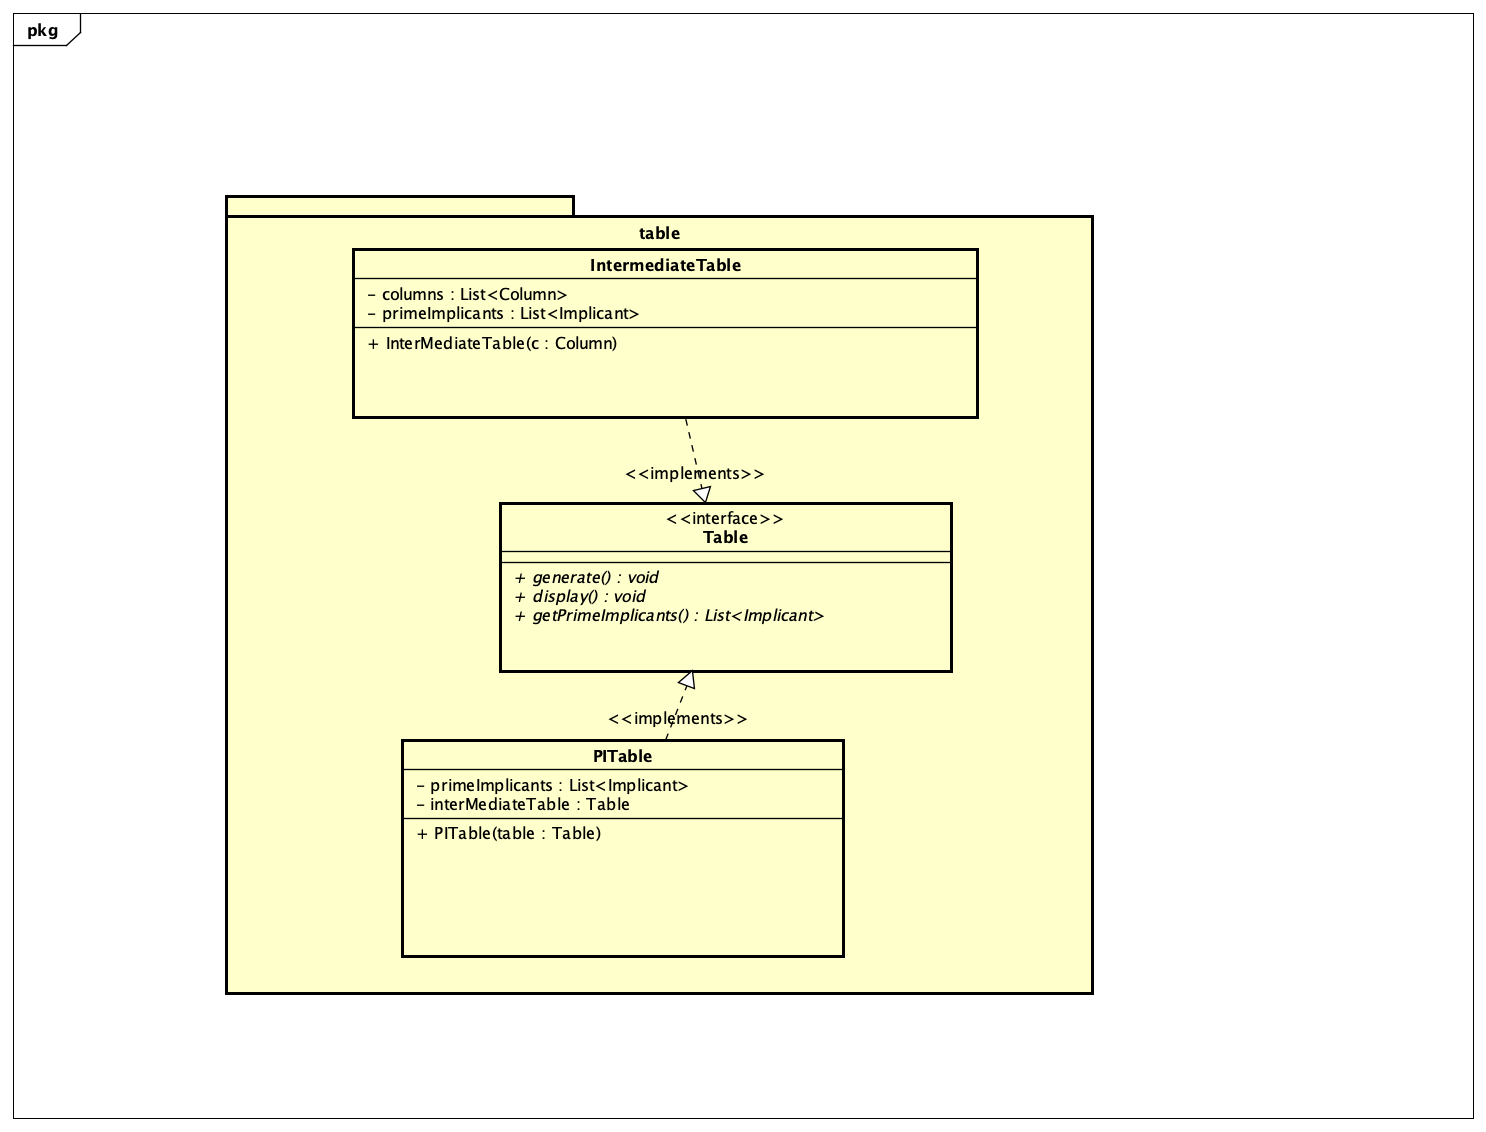 pkg
table
IntermediateTable
- columns : List<Column>
- primeImplicants : List<Implicant>
+ InterMediateTable(c : Column)
<<implements>>
<<interface>>
Table
+ generate() : void
+ display() : void
+ getPrimeImplicants() : List<Implicant>
<<implements>>
PITable
- primeImplicants : List<Implicant>
- interMediateTable : Table
+ PITable(table : Table)